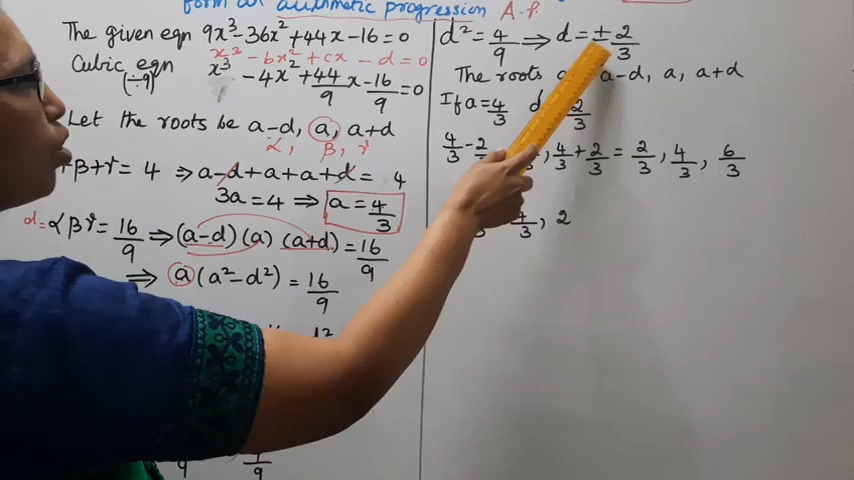 form an arithmetic progression A.P.
The given eqn 9x³ - 36x² + 44x - 16 = 0
x³ - bx² + cx - d = 0
Cubic eqn x³ - 4x² + 44/9 x - 16/9 = 0
(÷9)
Let the roots be a-d, a, a+d
α, β, γ
+β+γ = 4 ⇒ a-d+a+a+d = 4
3a = 4 ⇒ a = 4/3
d = αβγ = 16/9 ⇒ (a-d)(a)(a+d) = 16/9
⇒ a(a²-d²) = 16/9
d² = 4/9 ⇒ d = ±2/3
The roots a-d, a, a+d
If a = 4/3 d 2/3
4/3 - 2/ , 4/3 + 2/3 = 2/3, 4/3, 6/3
4/3, 2